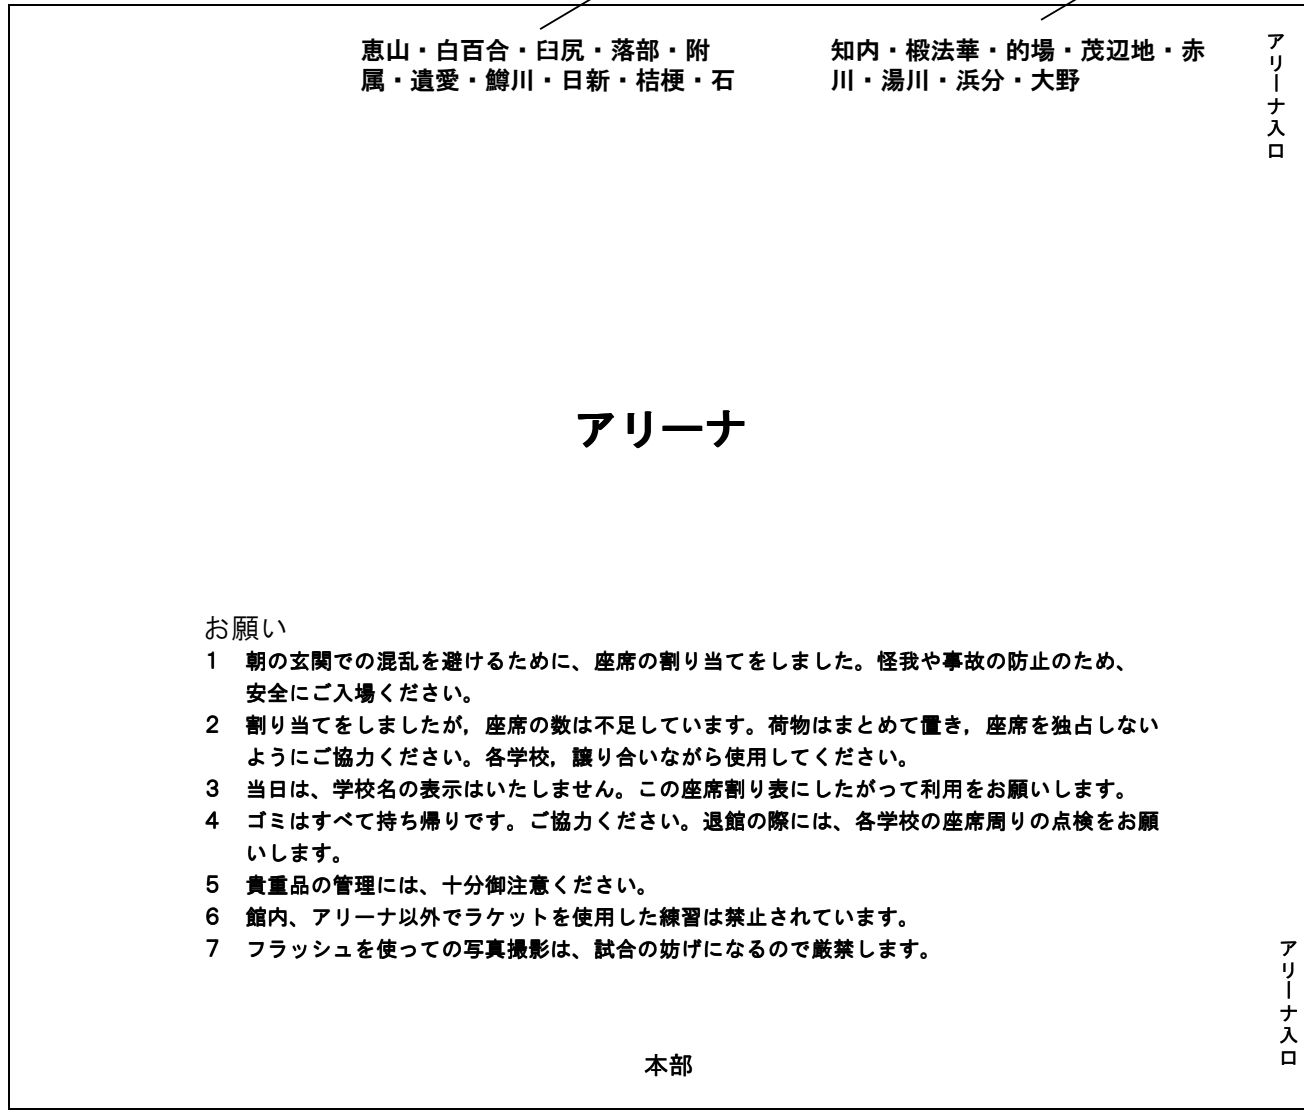 恵山・白百合・臼尻・落部・附
属・遺愛・鱒川・日新・桔梗・石
知内・椴法華・的場・茂辺地・赤
川・湯川・浜分・大野
アリーナ入口
アリーナ
お願い
1 朝の玄関での混乱を避けるために、座席の割り当てをしました。怪我や事故の防止のため、
安全にご入場ください。
2 割り当てをしましたが，座席の数は不足しています。荷物はまとめて置き，座席を独占しない
ようにご協力ください。各学校，譲り合いながら使用してください。
3 当日は、学校名の表示はいたしません。この座席割り表にしたがって利用をお願いします。
4 ゴミはすべて持ち帰りです。ご協力ください。退館の際には、各学校の座席周りの点検をお願
いします。
5 貴重品の管理には、十分御注意ください。
6 館内、アリーナ以外でラケットを使用した練習は禁止されています。
7 フラッシュを使っての写真撮影は、試合の妨げになるので厳禁します。
アリーナ入口
本部